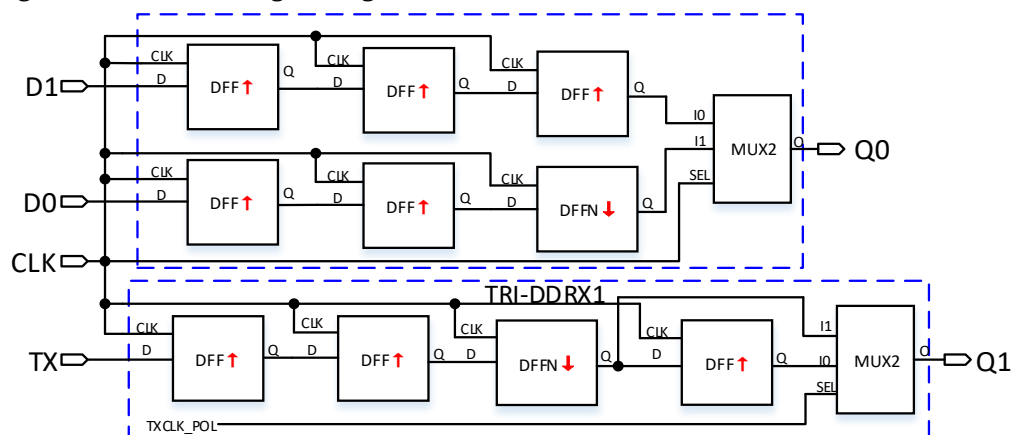 CLK
D1
D
DFF↑
Q
CLK
D
DFF↑
Q
CLK
D
DFF↑
Q
I0
I1
SEL
MUX2
O
Q0
CLK
D0
D
DFF↑
Q
CLK
D
DFF↑
Q
CLK
D
DFFN↓
Q
CLK
TRI-DDRX1
CLK
TX
D
DFF↑
Q
CLK
D
DFF↑
Q
CLK
D
DFFN↓
Q
CLK
D
DFF↑
Q
I1
I0
SEL
MUX2
O
Q1
TXCLK_POL